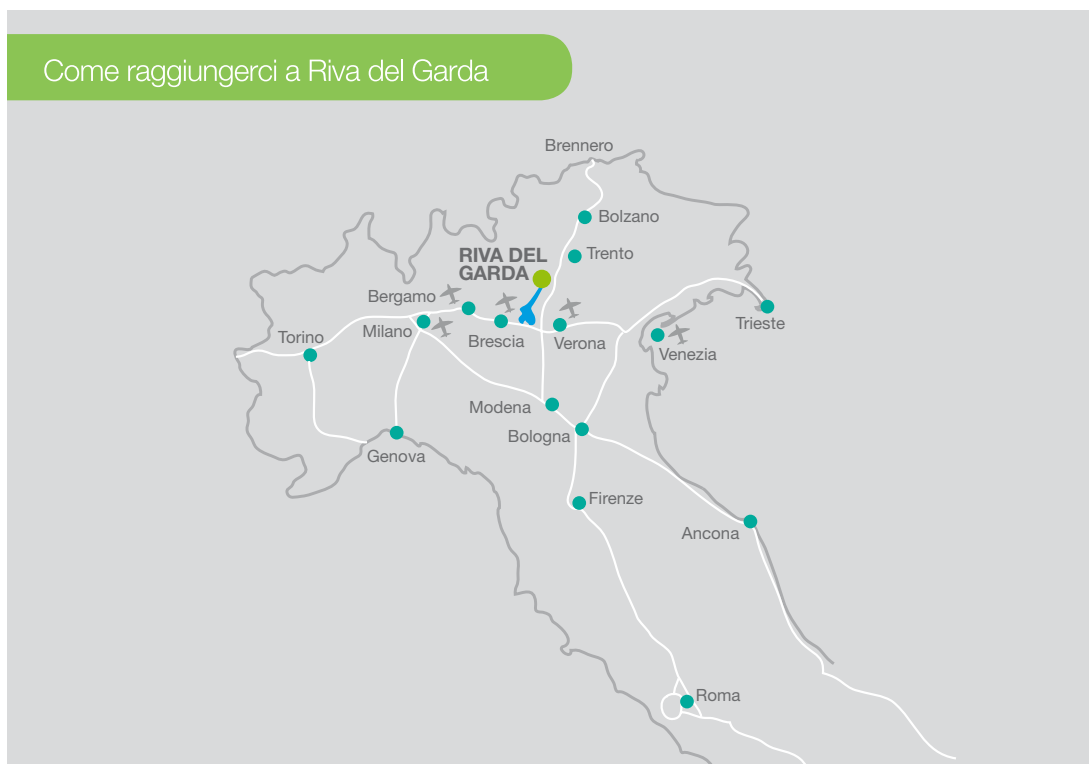 Come raggiungerci a Riva del Garda
Brennero
Bolzano
Trento
RIVA DEL
GARDA
Bergamo
Milano
Torino
Brescia
Verona
Trieste
Venezia
Modena
Bologna
Genova
Firenze
Ancona
Roma